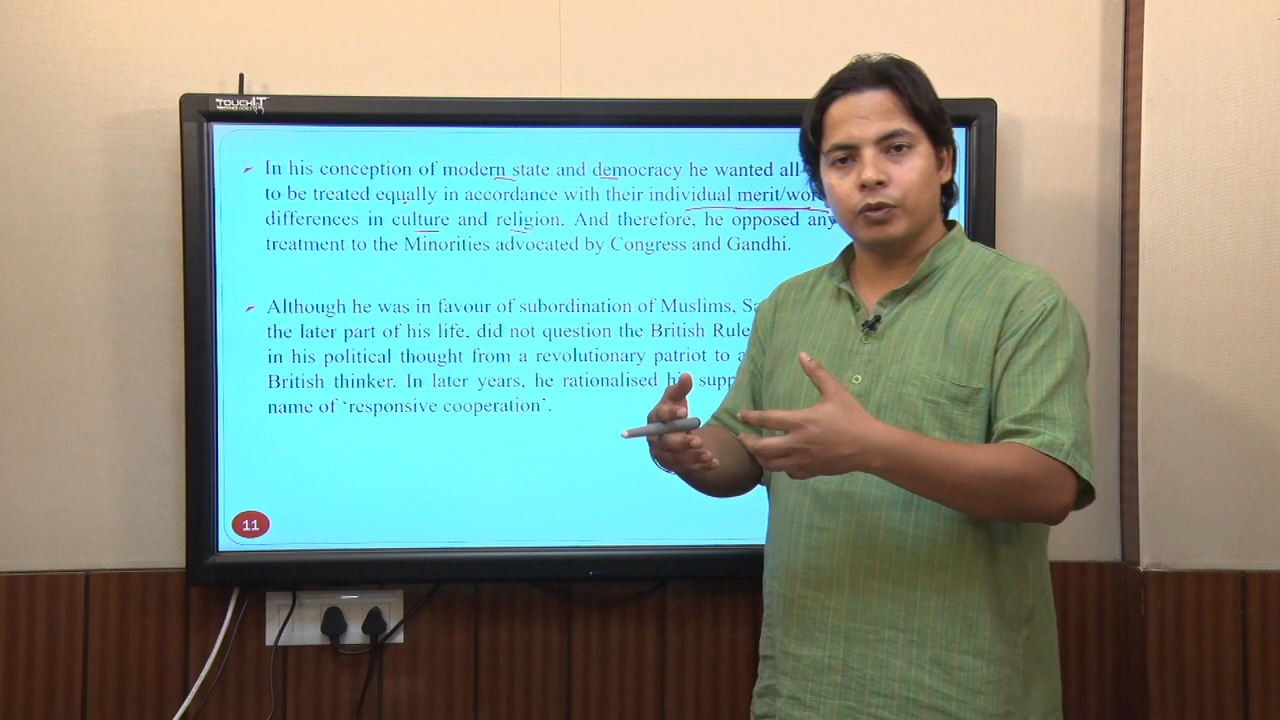 TOUCHIT
TECHNOLOGIES
In his conception of modern state and democracy he wanted all
to be treated equally in accordance with their individual merit/wor
differences in culture and religion. And therefore, he opposed any
treatment to the Minorities advocated by Congress and Gandhi.
Although he was in favour of subordination of Muslims, Sa
the later part of his life, did not question the British Rule
in his political thought from a revolutionary patriot to a
British thinker. In later years, he rationalised his supp
name of ‘responsive cooperation’.
11